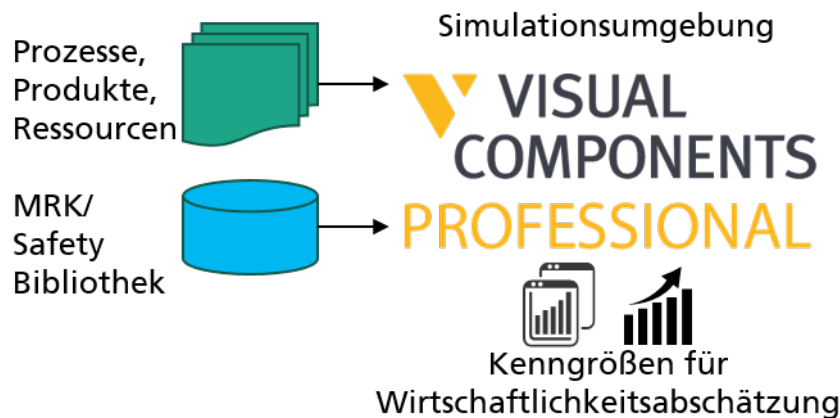 Simulationsumgebung
Prozesse,
Produkte,
Ressourcen
VISUAL
COMPONENTS
PROFESSIONAL
MRK/
Safety
Bibliothek
Kenngrößen für
Wirtschaftlichkeitsabschätzung